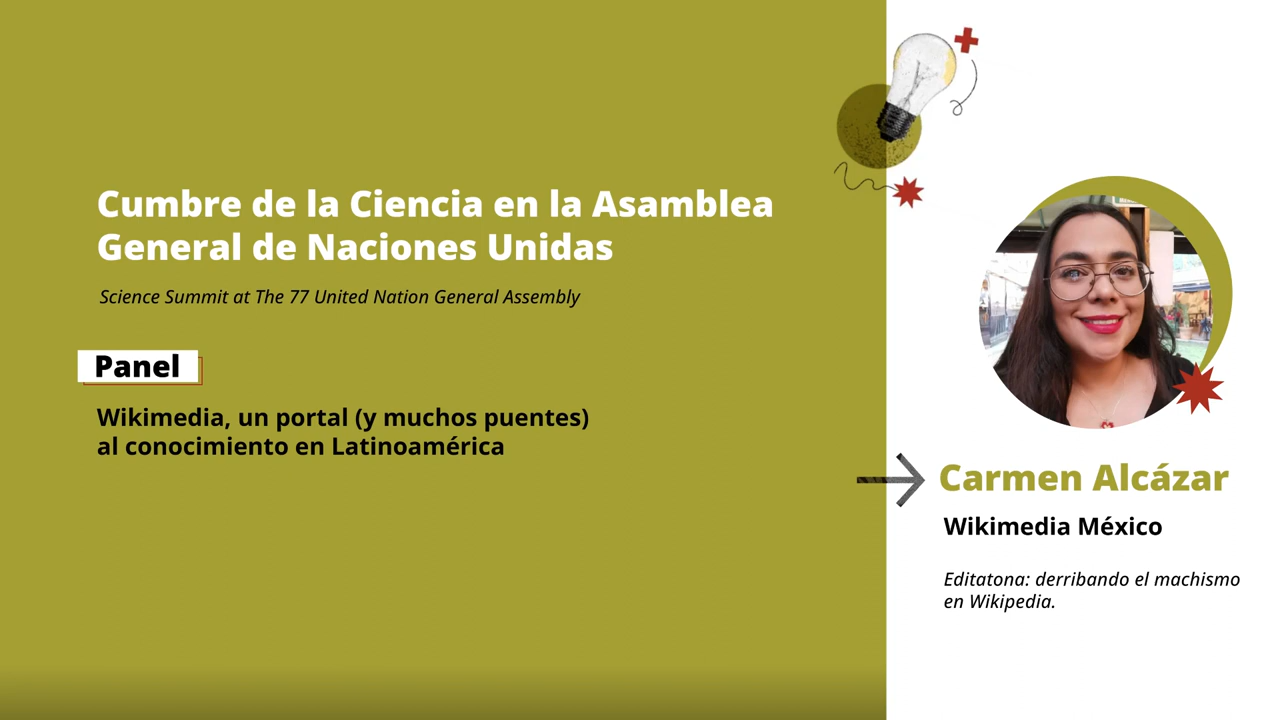 Cumbre de la Ciencia en la Asamblea
General de Naciones Unidas
Science Summit at The 77 United Nation General Assembly
Panel
Wikimedia, un portal (y muchos puentes)
al conocimiento en Latinoamérica
Carmen Alcázar
Wikimedia México
Editatona: derribando el machismo
en Wikipedia.